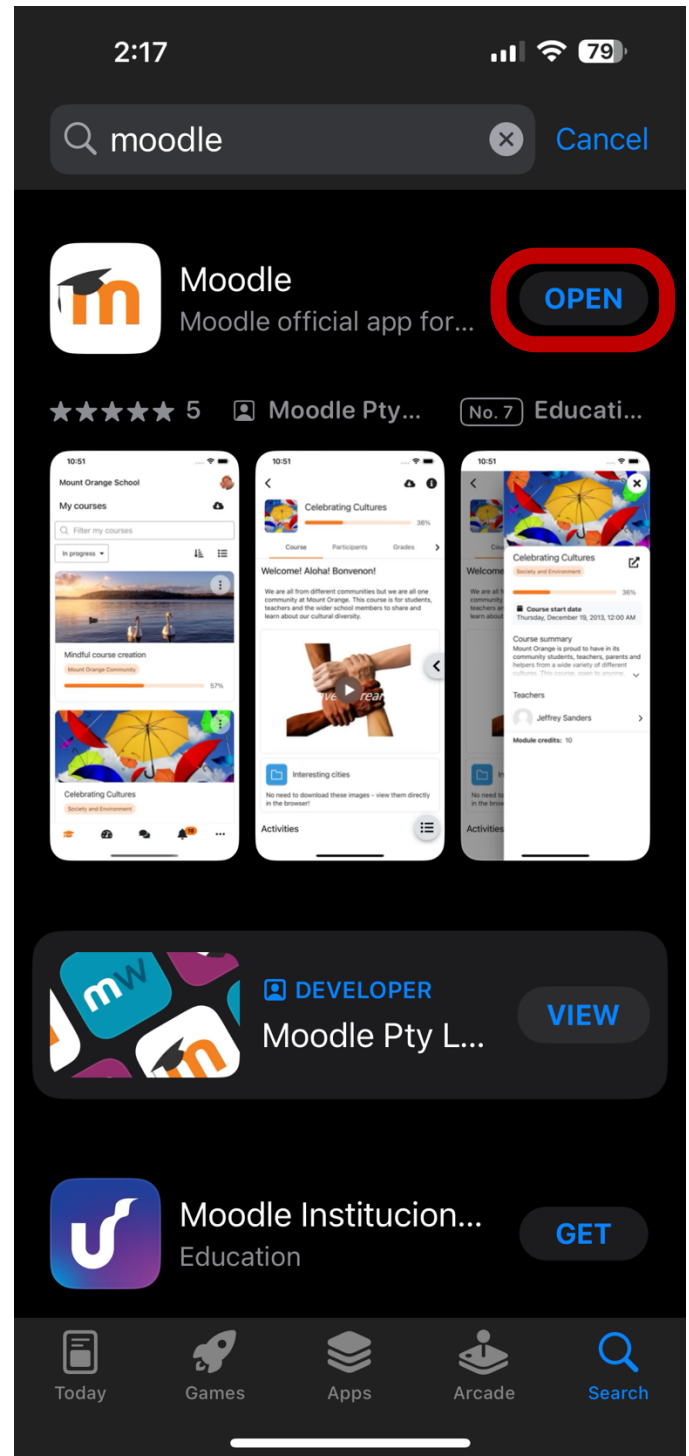 2:17
79
moodle
Cancel
Moodle
Moodle official app for...
OPEN
5
Moodle Pty...
No. 7
Educati...
10:51
Mount Orange School
My courses
Filter my courses
In progress
Mindful course creation
Mount Orange Community
57%
Celebrating Cultures
Society and Environment
10:51
Celebrating Cultures
36%
Course Participants Grades
Welcome! Aloha! Bonvenon!
We are all from different communities but we are all one
community at Mount Orange. This course is for students,
teachers and the wider school members to share and
learn about our cultural diversity.
Interesting cities
No need to download these images - view them directly
in the browser!
Activities
10:51
Celebrating Cultures
Society and Environment
36%
Course start date
Thursday, December 19, 2013, 12:00 AM
Course summary
Mount Orange is proud to have in its
community students, teachers, parents and
helpers from a wide variety of different
cultures. This course, open to anyone,
Teachers
Jeffrey Sanders
Module credits: 10
Activities
mw
DEVELOPER
Moodle Pty L...
VIEW
Moodle Institucion...
Education
GET
Today
Games
Apps
Arcade
Search